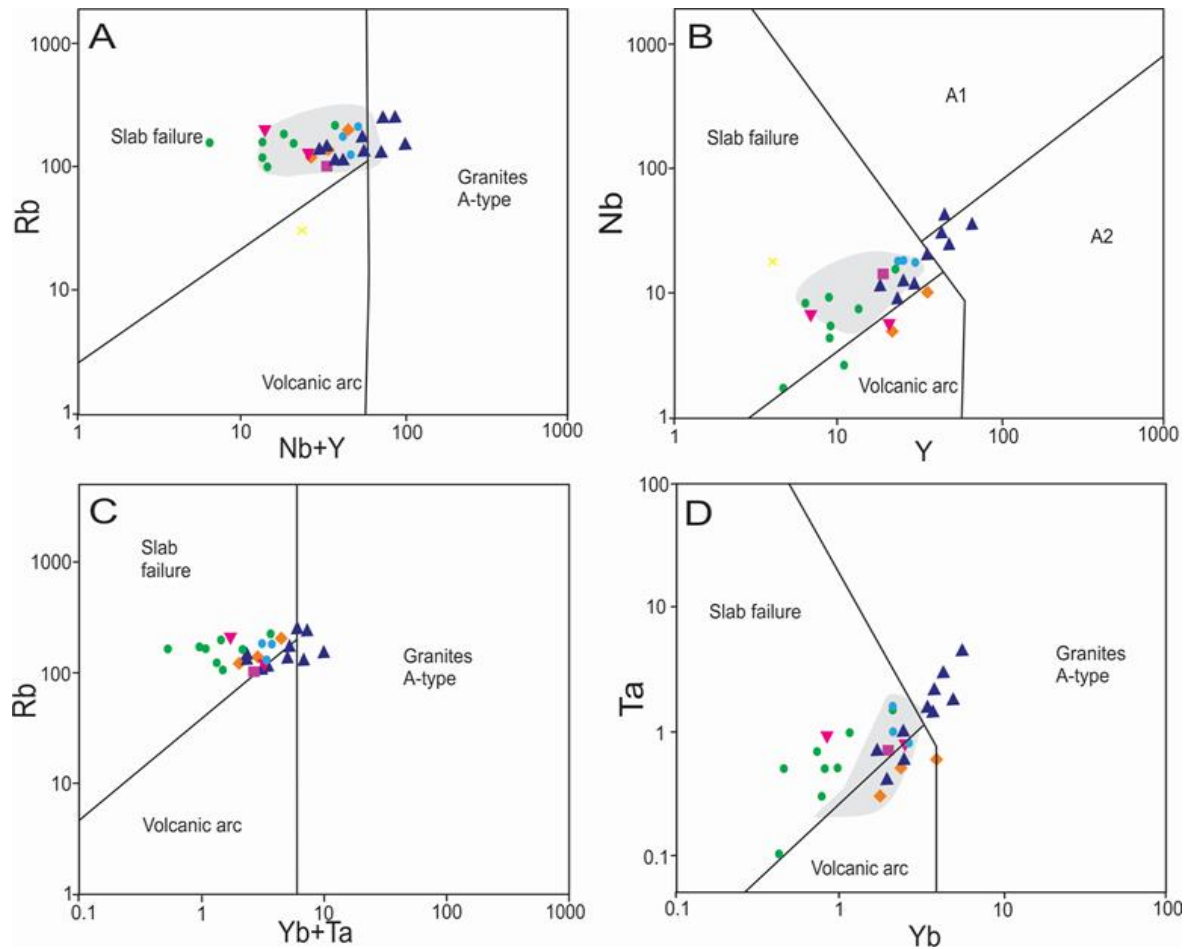 A
1000
100
10
1
Rb
Slab failure
Granites
A-type
Volcanic arc
1
10
100
1000
Nb+Y
B
1000
100
10
1
Nb
Slab failure
A1
A2
Volcanic arc
1
10
100
1000
Y
C
1000
100
10
1
Rb
Slab
failure
Granites
A-type
Volcanic arc
0.1
1
10
1000
Yb+Ta
D
100
10
1
0.1
Ta
Slab failure
Granites
A-type
Volcanic arc
0.1
1
10
100
Yb